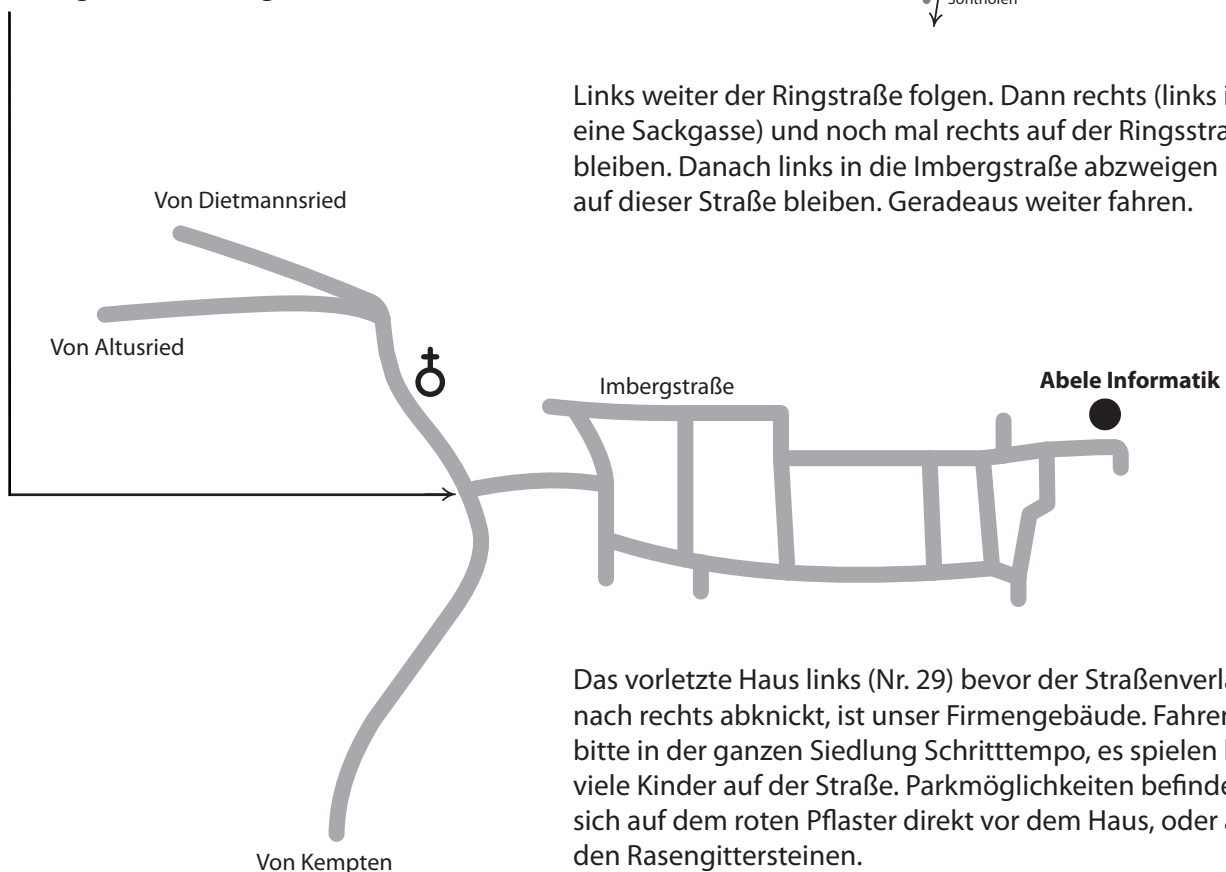 Sonthofen
Links weiter der Ringstraße folgen. Dann rechts (links
eine Sackgasse) und noch mal rechts auf der
bleiben. Danach links in die Imbergstraße abzweigen
auf dieser Straße bleiben. Geradeaus weiter fahren.
Von Dietmannsried
Von Altusried
Imbergstraße
Abele Informatik
Das vorletzte Haus links (Nr. 29) bevor der
nach rechts abknickt, ist unser Firmengebäude.
bitte in der ganzen Siedlung Schritttempo, es spielen
viele Kinder auf der Straße. Parkmöglichkeiten
sich auf dem roten Pflaster direkt vor dem Haus, oder
den Rasengittersteinen.
Von Kempten